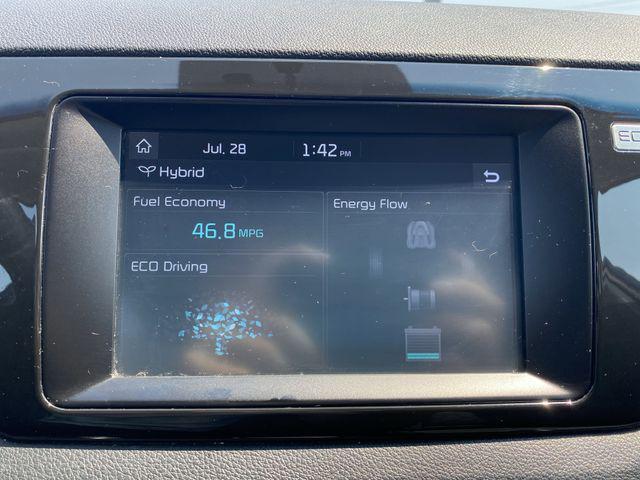 Jul. 28 1:42 PM
Hybrid
Fuel Economy
46.8 MPG
ECO Driving
Energy Flow